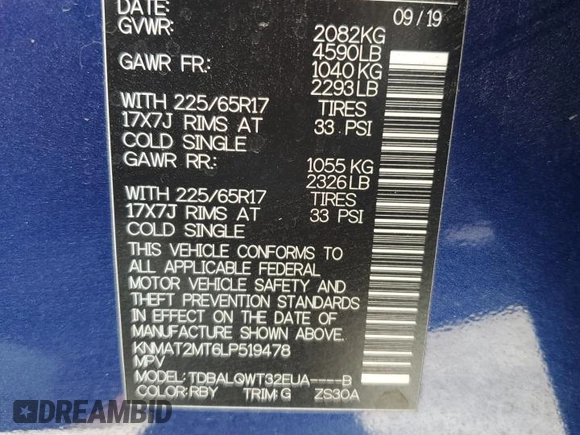 DATE: 09/19
GVWR: 2082KG
4590LB
GAWR FR: 1040 KG
2293 LB
WITH 225/65R17 TIRES
17X7J RIMS AT 33 PSI
COLD SINGLE
GAWR RR: 1055 KG
2326 LB
WITH 225/65R17 TIRES
17X7J RIMS AT 33 PSI
COLD SINGLE
THIS VEHICLE CONFORMS TO
ALL APPLICABLE FEDERAL
MOTOR VEHICLE SAFETY AND
THEFT PREVENTION STANDARDS
IN EFFECT ON THE DATE OF
MANUFACTURE SHOWN ABOVE.
KNMAT2MT6LP519478
MPV
MODEL: TDBALQWT32EUA----B
COLOR: RBY TRIM: G ZS30A
DREAMBID
.COM